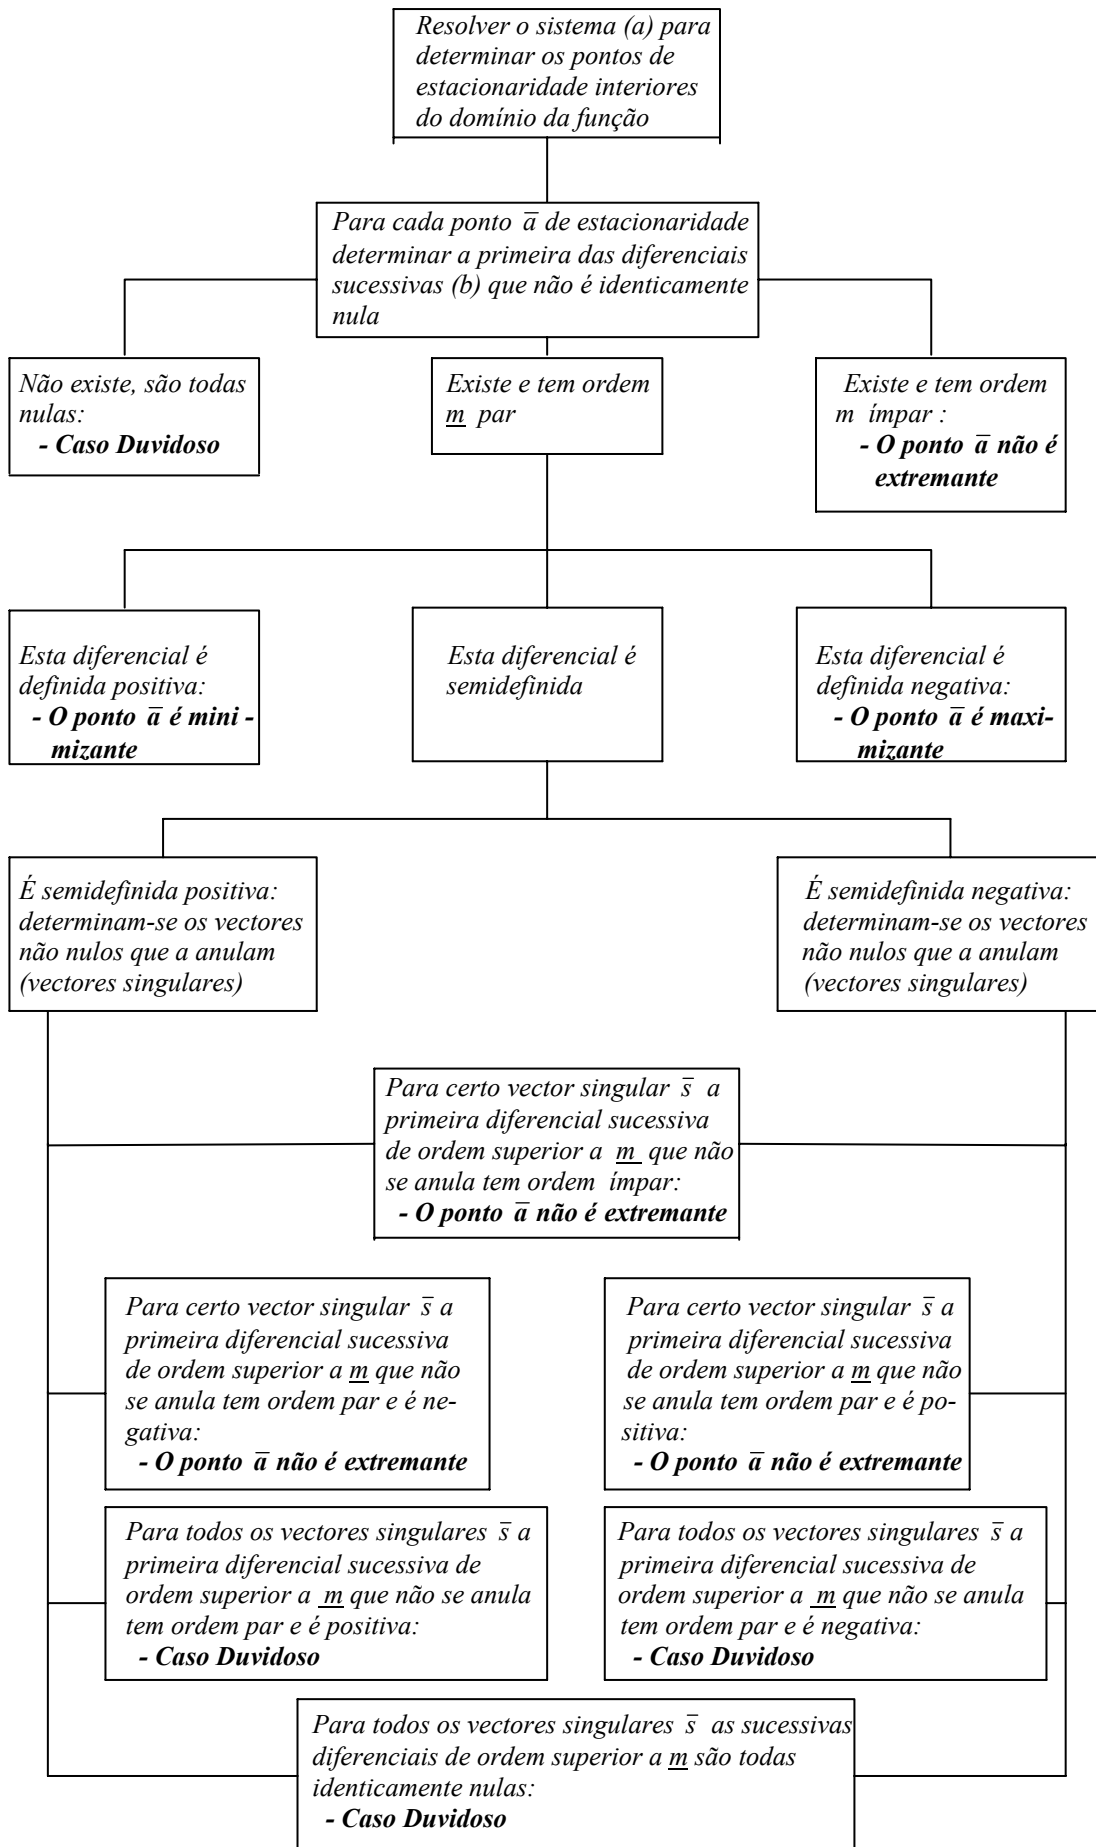 Resolver o sistema (a) para
determinar os pontos de
estacionaridade interiores
do domínio da função
Para cada ponto a̅ de estacionaridade
determinar a primeira das diferenciais
sucessivas (b) que não é identicamente
nula
Não existe, são todas
nulas:
- Caso Duvidoso
Existe e tem ordem
m par
Existe e tem ordem
m ímpar :
- O ponto a̅ não é
extremante
Esta diferencial é
definida positiva:
- O ponto a̅ é mini -
mizante
Esta diferencial é
semidefinida
Esta diferencial é
definida negativa:
- O ponto a̅ é maxi-
mizante
É semidefinida positiva:
determinam-se os vectores
não nulos que a anulam
(vectores singulares)
É semidefinida negativa:
determinam-se os vectores
não nulos que a anulam
(vectores singulares)
Para certo vector singular s̅ a
primeira diferencial sucessiva
de ordem superior a m que não
se anula tem ordem ímpar:
- O ponto a̅ não é extremante
Para certo vector singular s̅ a
primeira diferencial sucessiva
de ordem superior a m que não
se anula tem ordem par e é ne-
gativa:
- O ponto a̅ não é extremante
Para certo vector singular s̅ a
primeira diferencial sucessiva
de ordem superior a m que não
se anula tem ordem par e é po-
sitiva:
- O ponto a̅ não é extremante
Para todos os vectores singulares s̅ a
primeira diferencial sucessiva de
ordem superior a m que não se anula
tem ordem par e é positiva:
- Caso Duvidoso
Para todos os vectores singulares s̅ a
primeira diferencial sucessiva de
ordem superior a m que não se anula
tem ordem par e é negativa:
- Caso Duvidoso
Para todos os vectores singulares s̅ as sucessivas
diferenciais de ordem superior a m são todas
identicamente nulas:
- Caso Duvidoso